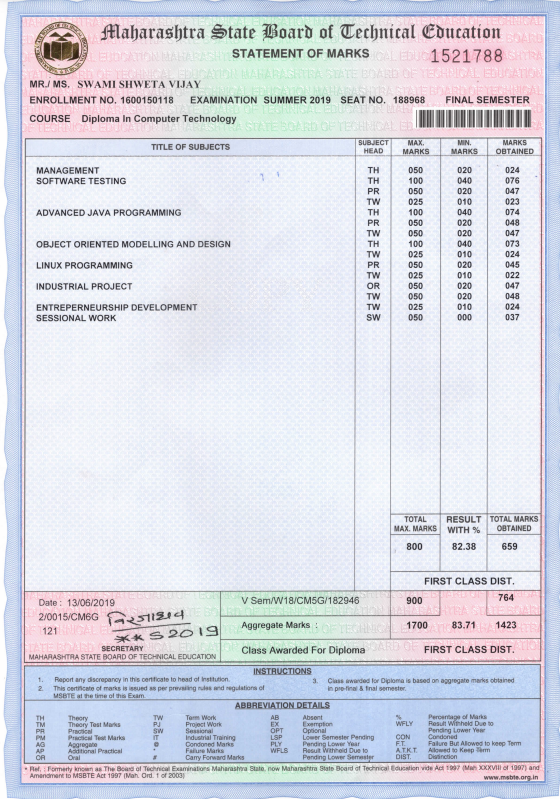 Maharashtra State Board of Technical Education
STATEMENT OF MARKS
1521788
MR./ MS. SWAMI SHWETA VIJAY
ENROLLMENT NO. 1600150118 EXAMINATION SUMMER 2019 SEAT NO. 188968 FINAL SEMESTER
COURSE Diploma In Computer Technology
TITLE OF SUBJECTS SUBJECT HEAD MAX. MARKS MIN. MARKS MARKS OBTAINED
MANAGEMENT TH 050 020 024
SOFTWARE TESTING TH 100 040 076
PR 050 020 047
TW 025 010 023
ADVANCED JAVA PROGRAMMING TH 100 040 074
PR 050 020 048
TW 050 020 047
OBJECT ORIENTED MODELLING AND DESIGN TH 100 040 073
TW 025 010 024
LINUX PROGRAMMING PR 050 020 045
TW 025 010 022
INDUSTRIAL PROJECT OR 050 020 047
TW 050 020 048
ENTREPERNEURSHIP DEVELOPMENT TW 025 010 024
SESSIONAL WORK SW 050 000 037
TOTAL MAX. MARKS RESULT WITH % TOTAL MARKS OBTAINED
800 82.38 659
FIRST CLASS DIST.
Date : 13/06/2019 V Sem/W18/CM5G/182946 900 764
2/0015/CM6G
121
Aggregate Marks : 1700 83.71 1423
SECRETARY
MAHARASHTRA STATE BOARD OF TECHNICAL EDUCATION
Class Awarded For Diploma FIRST CLASS DIST.
INSTRUCTIONS
1. Report any discrepancy in this certificate to head of Institution.
2. This certificate of marks is issued as per prevailing rules and regulations of MSBTE at the time of this Exam.
3. Class awarded for Diploma is based on aggregate marks obtained in pre-final & final semester.
ABBREVIATION DETAILS
TH Theory TW Term Work AB Absent % Percentage of Marks
TM Theory Test Marks PJ Project Work EX Exemption WFLY Result Withheld Due to
PR Practical SW Sessional OPT Optional Pending Lower Year
PM Practical Test Marks IT Industrial Training LSP Lower Semester Pending CON Condoned
AG Aggregate @ Condoned Marks PLY Pending Lower Year F.T. Failure But Allowed to keep Term
AP Additional Practical * Failure Marks WFLS Result Withheld Due to A.T.K.T. Allowed to Keep Term
OR Oral # Carry Forward Marks Pending Lower Semester DIST. Distinction
* Ref. : Formerly known as The Board of Technical Examinations Maharashtra State, now Maharashtra State Board of Technical Education vide Act 1997 (Mah XXXVIII of 1997) and
Amendment to MSBTE Act 1997 (Mah. Ord. 1 of 2003) www.msbte.org.in